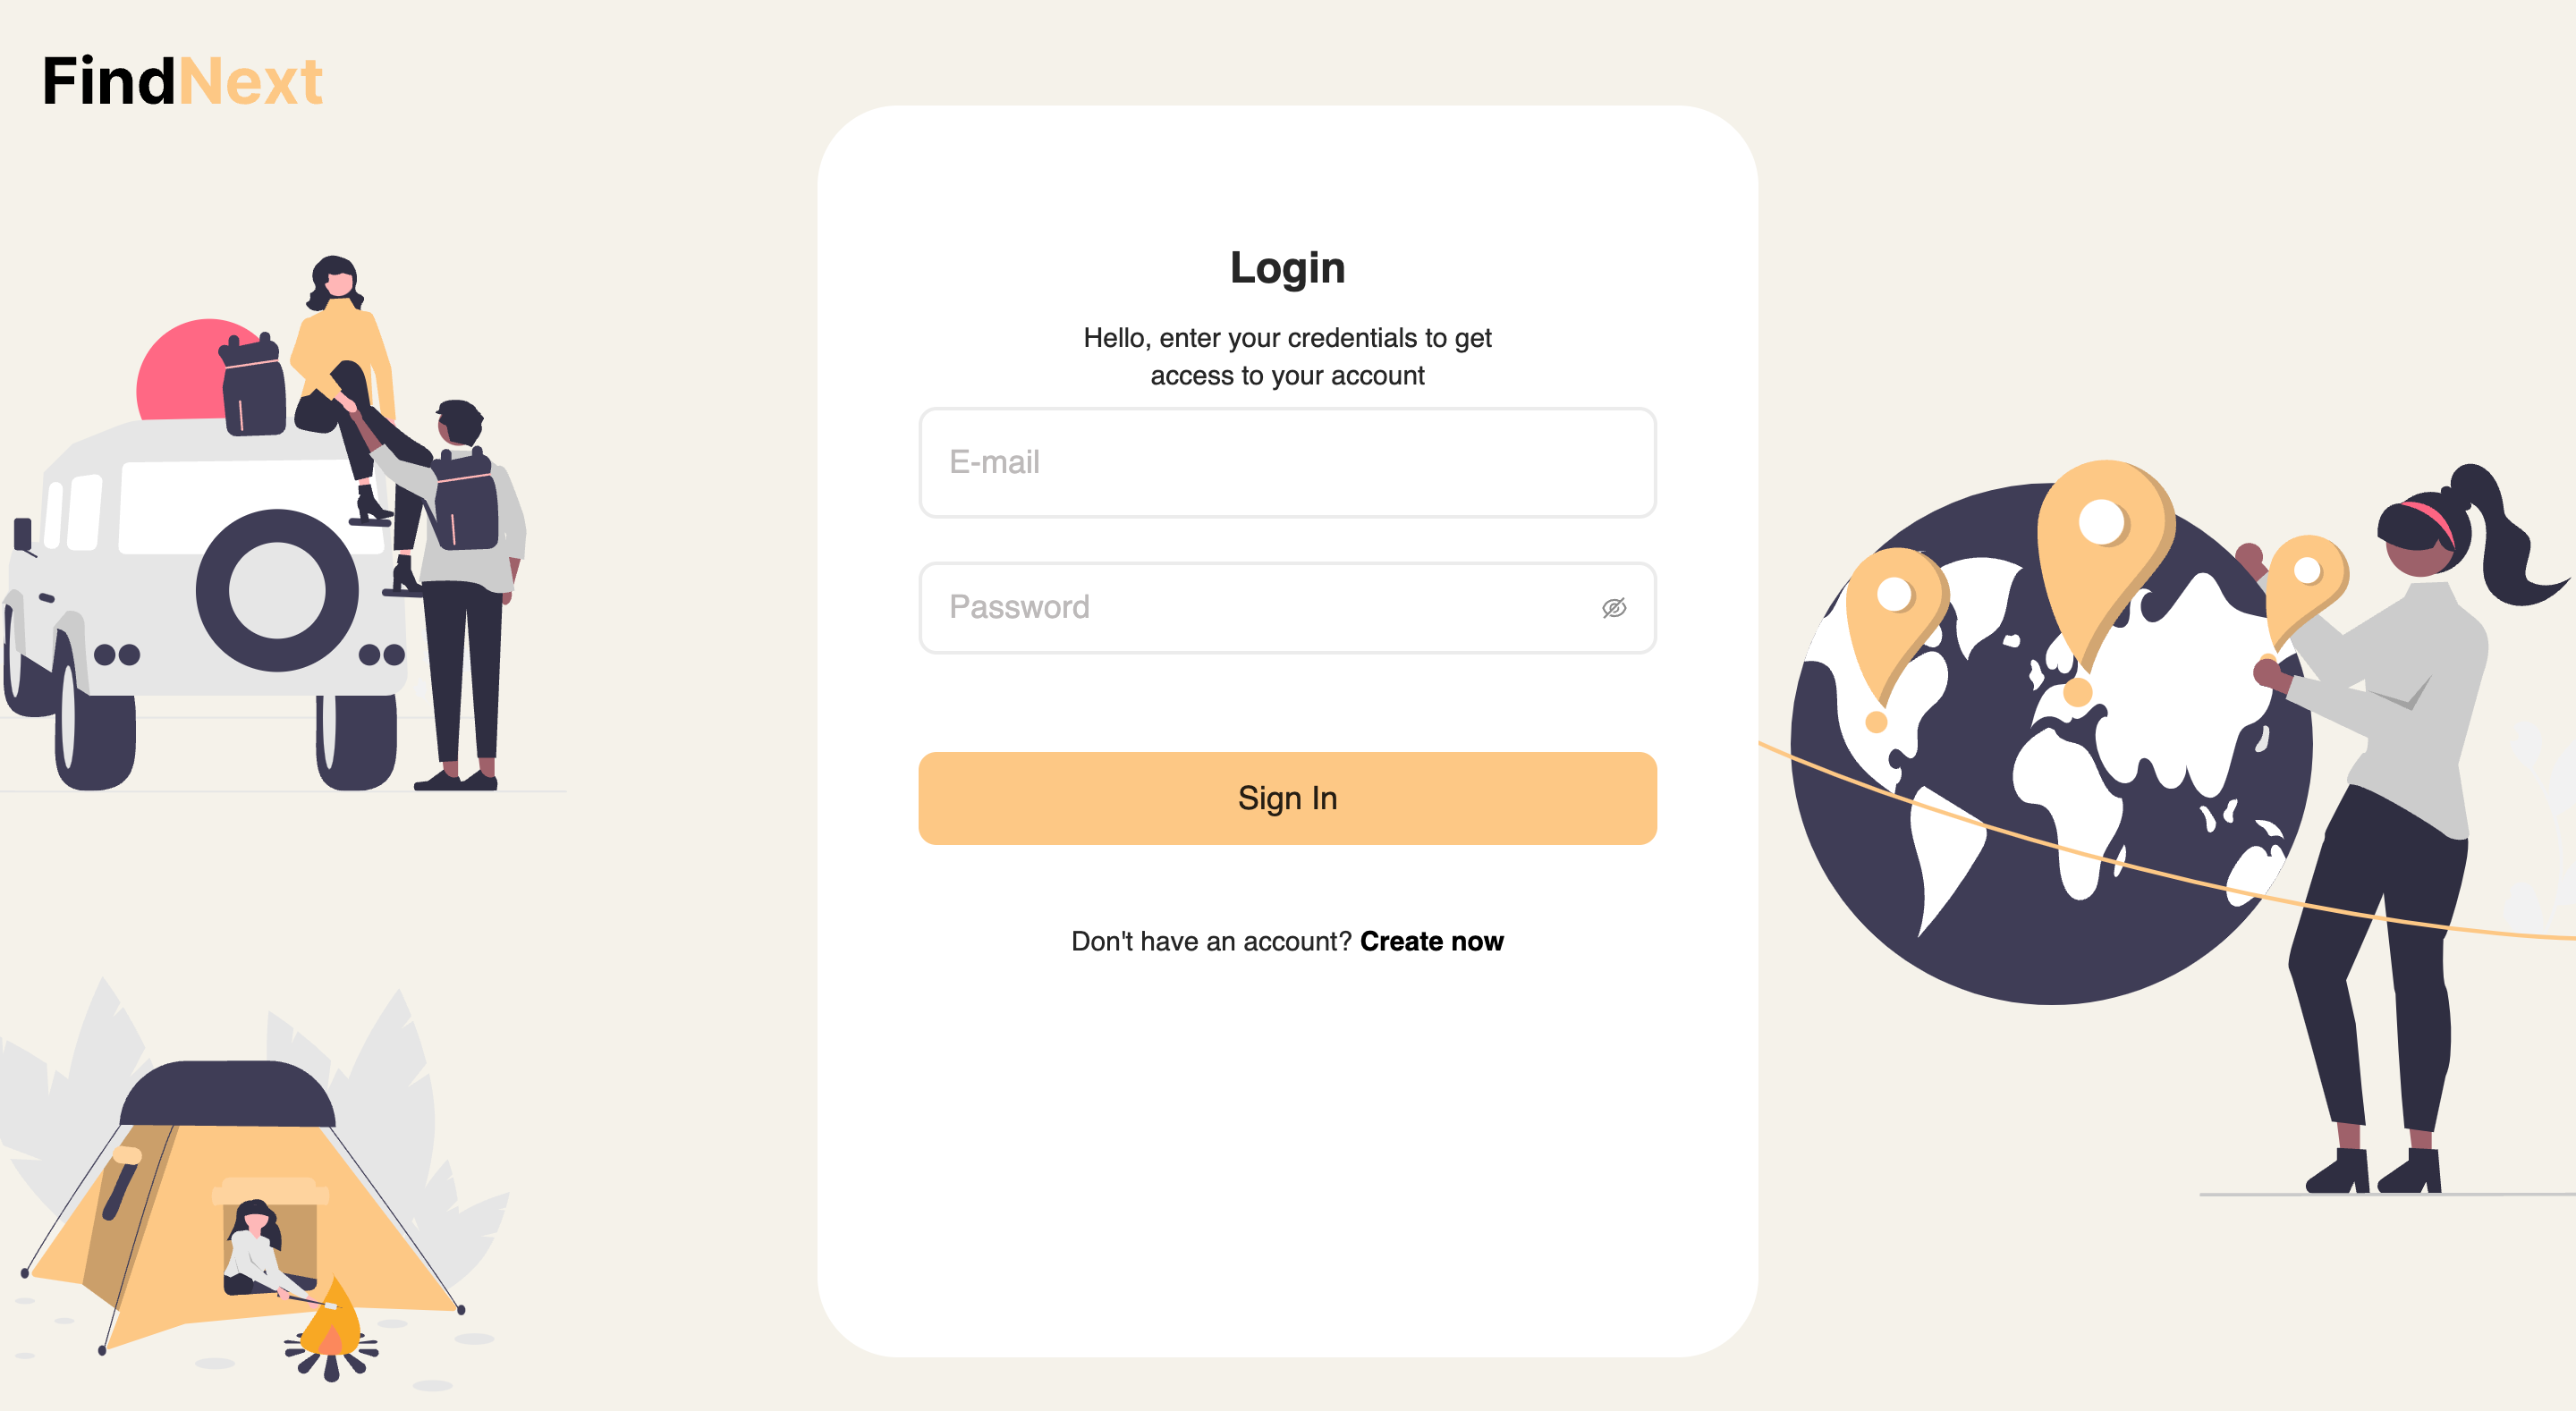 FindNext
Login
Hello, enter your credentials to get
access to your account
E-mail
Password
Sign In
Don't have an account? Create now